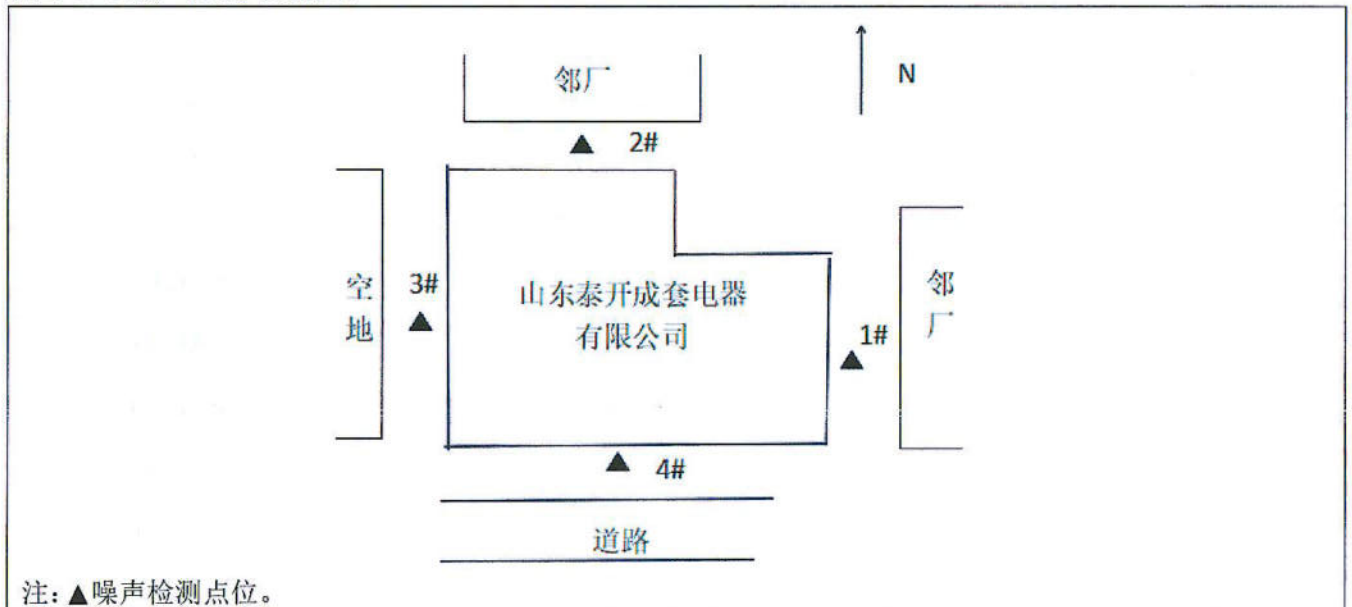 邻厂
N
▲ 2#
空地
3#
▲
山东泰开成套电器
有限公司
邻厂
1#
▲
▲ 4#
道路
注:▲噪声检测点位。